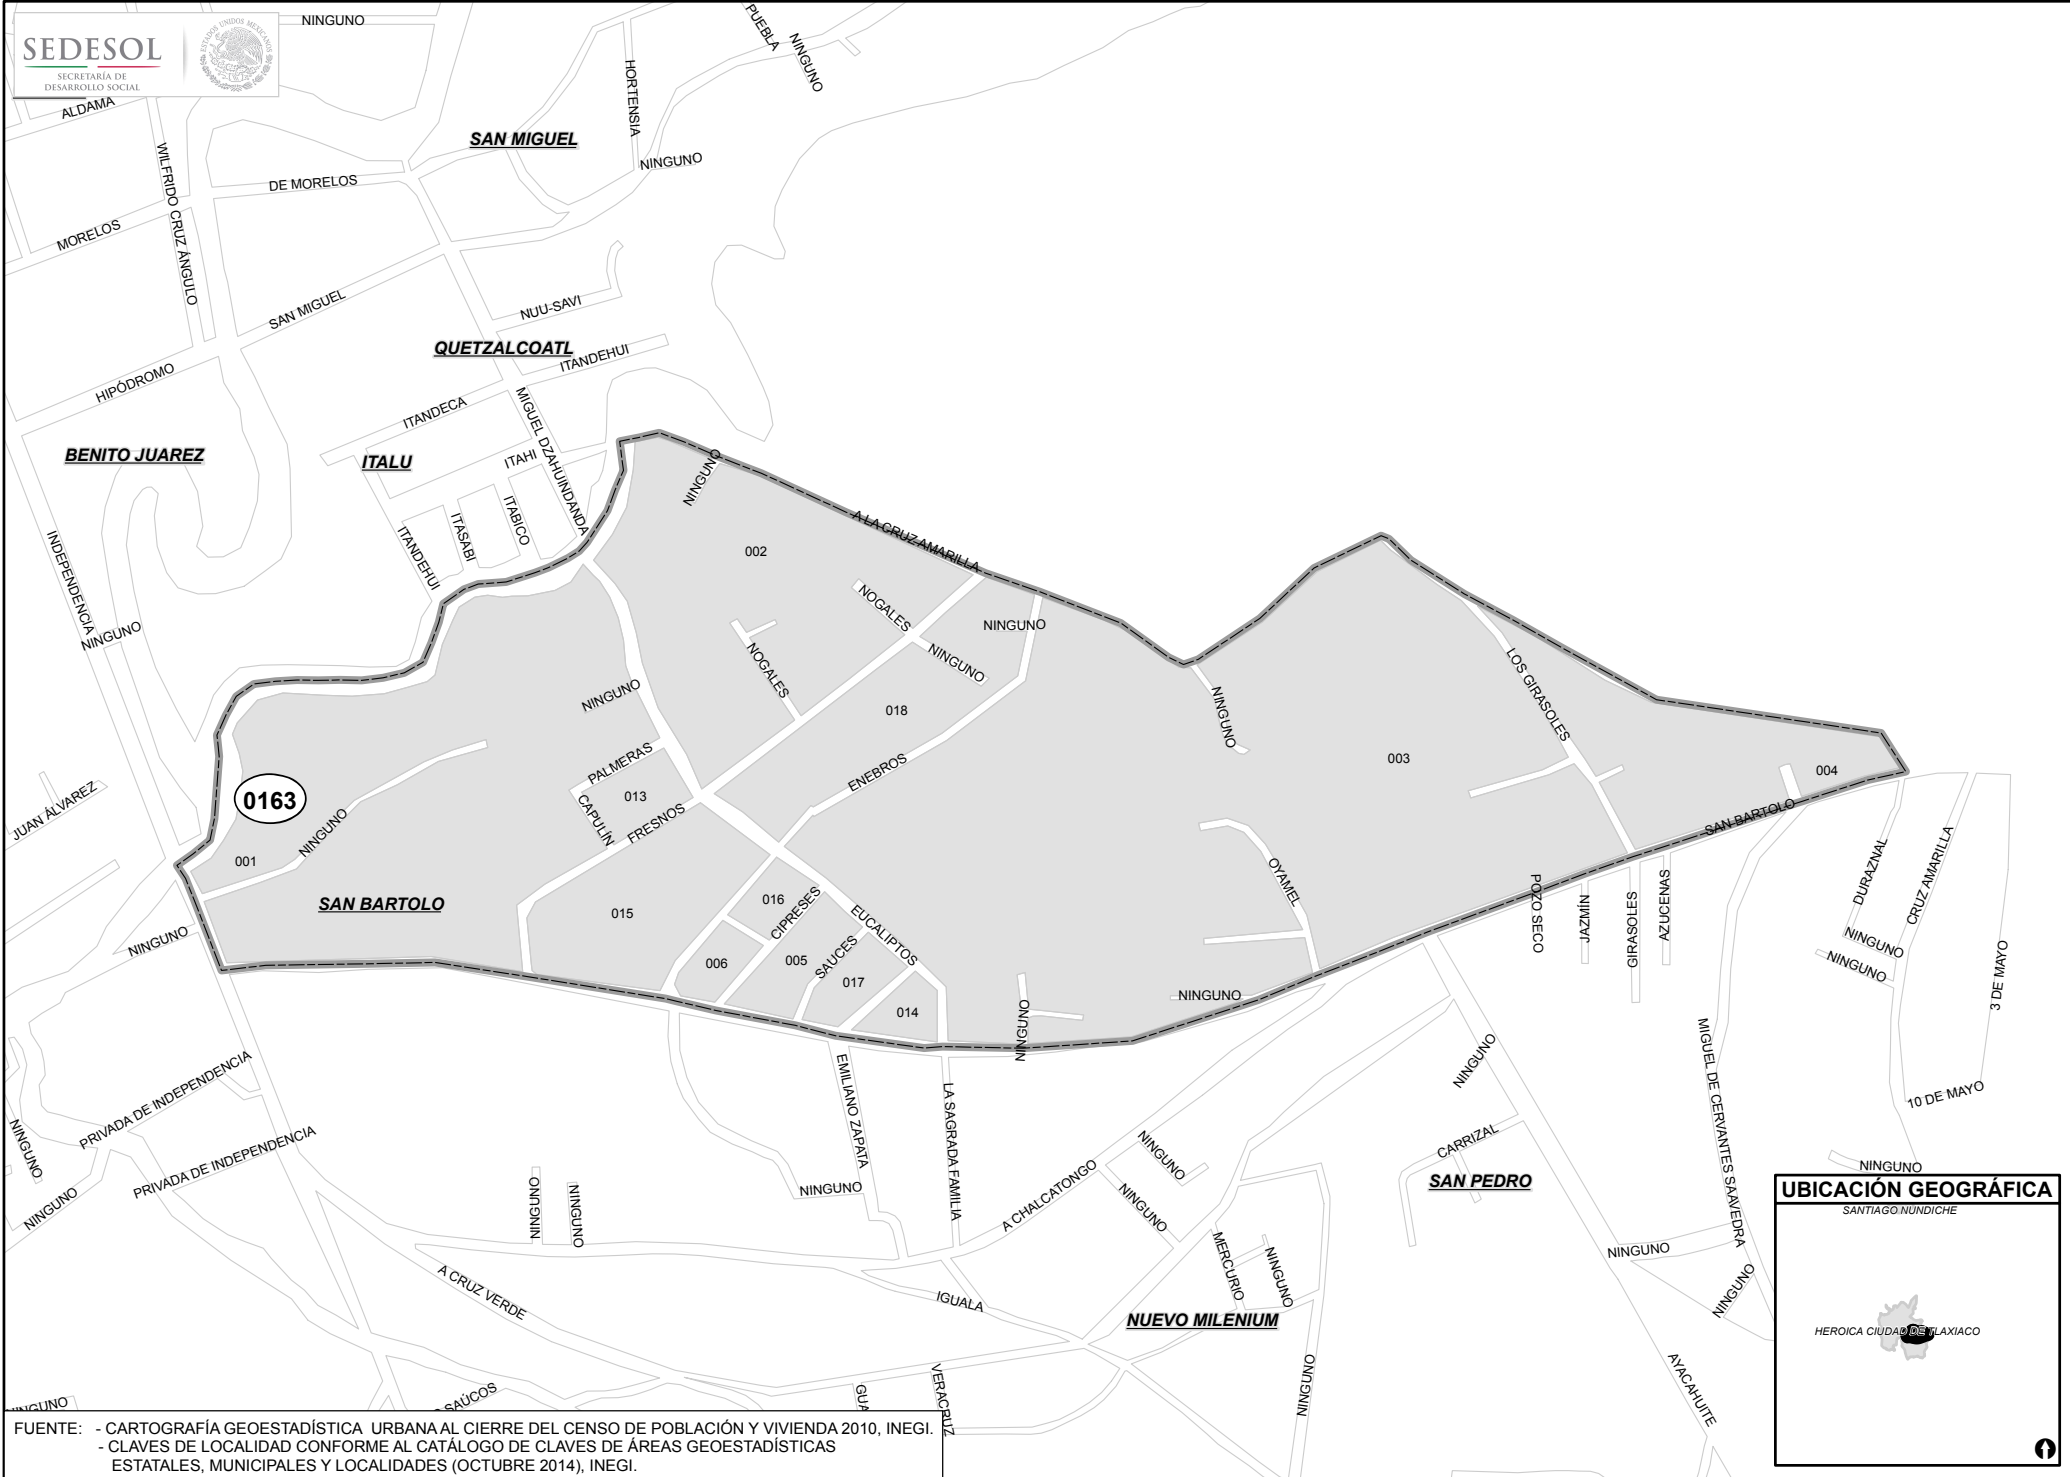 SEDESOL
SECRETARÍA DE
DESARROLLO SOCIAL
ESTADOS UNIDOS MEXICANOS
NINGUNO
PUEBLA
NINGUNO
HORTENSIA
ALDAMA
WILFRIDO CRUZ ÁNGULO
SAN MIGUEL
NINGUNO
DE MORELOS
MORELOS
SAN MIGUEL
NUU-SAVI
QUETZALCOATL
ITANDEHUI
HIPÓDROMO
ITANDECA
MIGUEL DZAHUINDANDA
BENITO JUAREZ
ITALU
ITAHI
ITABICO
ITASABI
ITANDEHUI
INDEPENDENCIA
NINGUNO
NINGUNO
002
A LA CRUZ AMARILLA
NOGALES
NINGUNO
NINGUNO
NOGALES
NINGUNO
018
NINGUNO
LOS GIRASOLES
003
004
PALMERAS
013
CAPULÍN
FRESNOS
ENEBROS
0163
NINGUNO
001
JUAN ÁLVAREZ
SAN BARTOLO
SAN BARTOLO
015
016
CIPRESES
EUCALIPTOS
SAUCES
006
005
017
014
OYAMEL
NINGUNO
NINGUNO
NINGUNO
POZO SECO
JAZMÍN
GIRASOLES
AZUCENAS
DURAZNAL
CRUZ AMARILLA
NINGUNO
NINGUNO
3 DE MAYO
10 DE MAYO
NINGUNO
MIGUEL DE CERVANTES SAAVEDRA
NINGUNO
CARRIZAL
SAN PEDRO
NINGUNO
NINGUNO
AYACAHUITE
PRIVADA DE INDEPENDENCIA
PRIVADA DE INDEPENDENCIA
NINGUNO
NINGUNO
NINGUNO
NINGUNO
EMILIANO ZAPATA
LA SAGRADA FAMILIA
NINGUNO
A CHALCATONGO
NINGUNO
NINGUNO
MERCURIO
NINGUNO
A CRUZ VERDE
IGUALA
NUEVO MILENIUM
NINGUNO
VERACRUZ
GUA
SAÚCOS
NINGUNO
UBICACIÓN GEOGRÁFICA
SANTIAGO NUNDICHE
HEROICA CIUDAD DE TLAXIACO
FUENTE: - CARTOGRAFÍA GEOESTADÍSTICA URBANA AL CIERRE DEL CENSO DE POBLACIÓN Y VIVIENDA 2010, INEGI.
- CLAVES DE LOCALIDAD CONFORME AL CATÁLOGO DE CLAVES DE ÁREAS GEOESTADÍSTICAS
ESTATALES, MUNICIPALES Y LOCALIDADES (OCTUBRE 2014), INEGI.